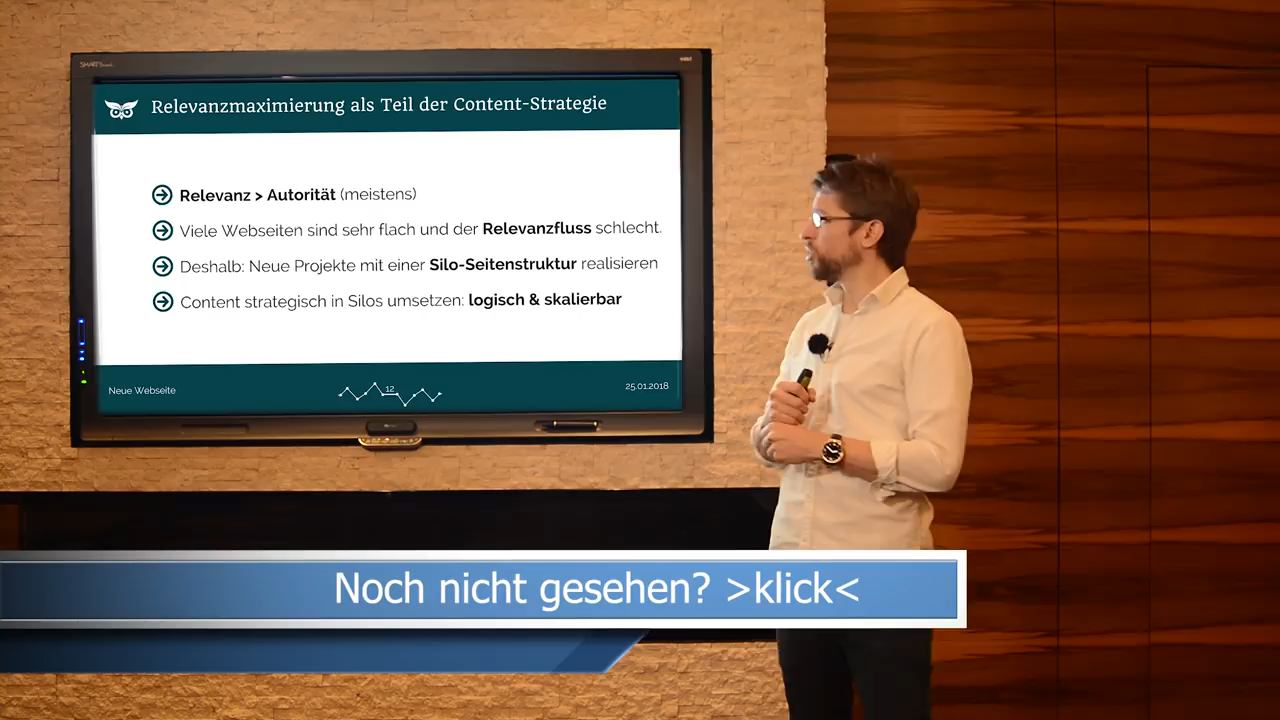 SMART
Relevanzmaximierung als Teil der Content-Strategie
Relevanz > Autorität (meistens)
Viele Webseiten sind sehr flach und der Relevanzfluss schlecht.
Deshalb: Neue Projekte mit einer Silo-Seitenstruktur realisieren
Content strategisch in Silos umsetzen: logisch & skalierbar
Neue Webseite
12
25.01.2018
Noch nicht gesehen? >klick<